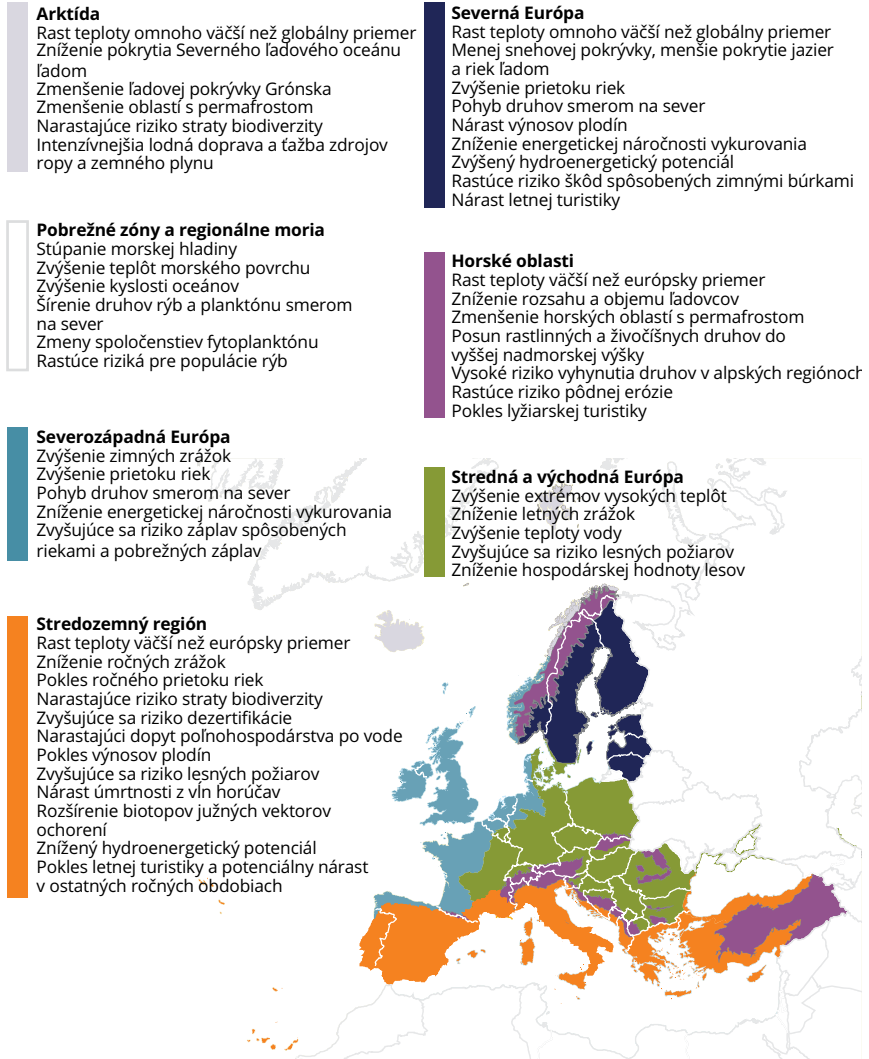 Arktída
Rast teploty omnoho väčší než globálny priemer
Zníženie pokrytia Severného ľadového oceánu
ľadom
Zmenšenie ľadovej pokrývky Grónska
Zmenšenie oblastí s permafrostom
Narastajúce riziko straty biodiverzity
Intenzívnejšia lodná doprava a ťažba zdrojov
ropy a zemného plynu
Pobrežné zóny a regionálne moria
Stúpanie morskej hladiny
Zvýšenie teplôt morského povrchu
Zvýšenie kyslosti oceánov
Šírenie druhov rýb a planktónu smerom
na sever
Zmeny spoločenstiev fytoplanktónu
Rastúce riziká pre populácie rýb
Severozápadná Európa
Zvýšenie zimných zrážok
Zvýšenie prietoku riek
Pohyb druhov smerom na sever
Zníženie energetickej náročnosti vykurovania
Zvyšujúce sa riziko záplav spôsobených
riekami a pobrežných záplav
Stredozemný región
Rast teploty väčší než európsky priemer
Zníženie ročných zrážok
Pokles ročného prietoku riek
Narastajúce riziko straty biodiverzity
Zvyšujúce sa riziko dezertifikácie
Narastajúci dopyt poľnohospodárstva po vode
Pokles výnosov plodín
Zvyšujúce sa riziko lesných požiarov
Nárast úmrtnosti z vĺn horúčav
Rozšírenie biotopov južných vektorov
ochorení
Znížený hydroenergetický potenciál
Pokles letnej turistiky a potenciálny nárast
v ostatných ročných obdobiach
Severná Európa
Rast teploty omnoho väčší než globálny priemer
Menej snehovej pokrývky, menšie pokrytie jazier
a riek ľadom
Zvýšenie prietoku riek
Pohyb druhov smerom na sever
Nárast výnosov plodín
Zníženie energetickej náročnosti vykurovania
Zvýšený hydroenergetický potenciál
Rastúce riziko škôd spôsobených zimnými búrkami
Nárast letnej turistiky
Horské oblasti
Rast teploty väčší než európsky priemer
Zníženie rozsahu a objemu ľadovcov
Zmenšenie horských oblastí s permafrostom
Posun rastlinných a živočíšnych druhov do
vyššej nadmorskej výšky
Vysoké riziko vyhynutia druhov v alpských regiónoch
Rastúce riziko pôdnej erózie
Pokles lyžiarskej turistiky
Stredná a východná Európa
Zvýšenie extrémov vysokých teplôt
Zníženie letných zrážok
Zvýšenie teploty vody
Zvyšujúce sa riziko lesných požiarov
Zníženie hospodárskej hodnoty lesov